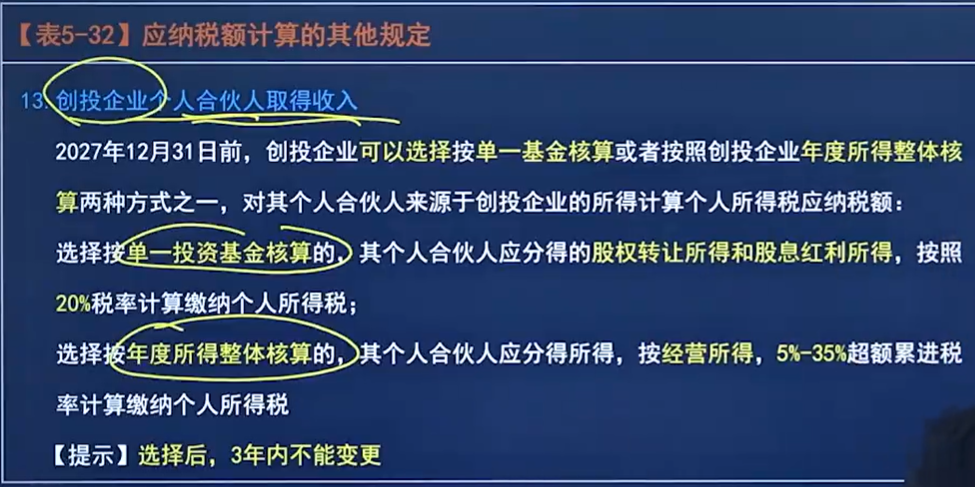 【表5-32】应纳税额计算的其他规定
13.创投企业个人合伙人取得收入
2027年12月31日前，创投企业可以选择按单一基金核算或者按照创投企业年度所得整体核
算两种方式之一，对其个人合伙人来源于创投企业的所得计算个人所得税应纳税额：
选择按单一投资基金核算的，其个人合伙人应分得的股权转让所得和股息红利所得，按照
20%税率计算缴纳个人所得税；
选择按年度所得整体核算的，其个人合伙人应分得所得，按经营所得，5%-35%超额累进税
率计算缴纳个人所得税
【提示】选择后，3年内不能变更